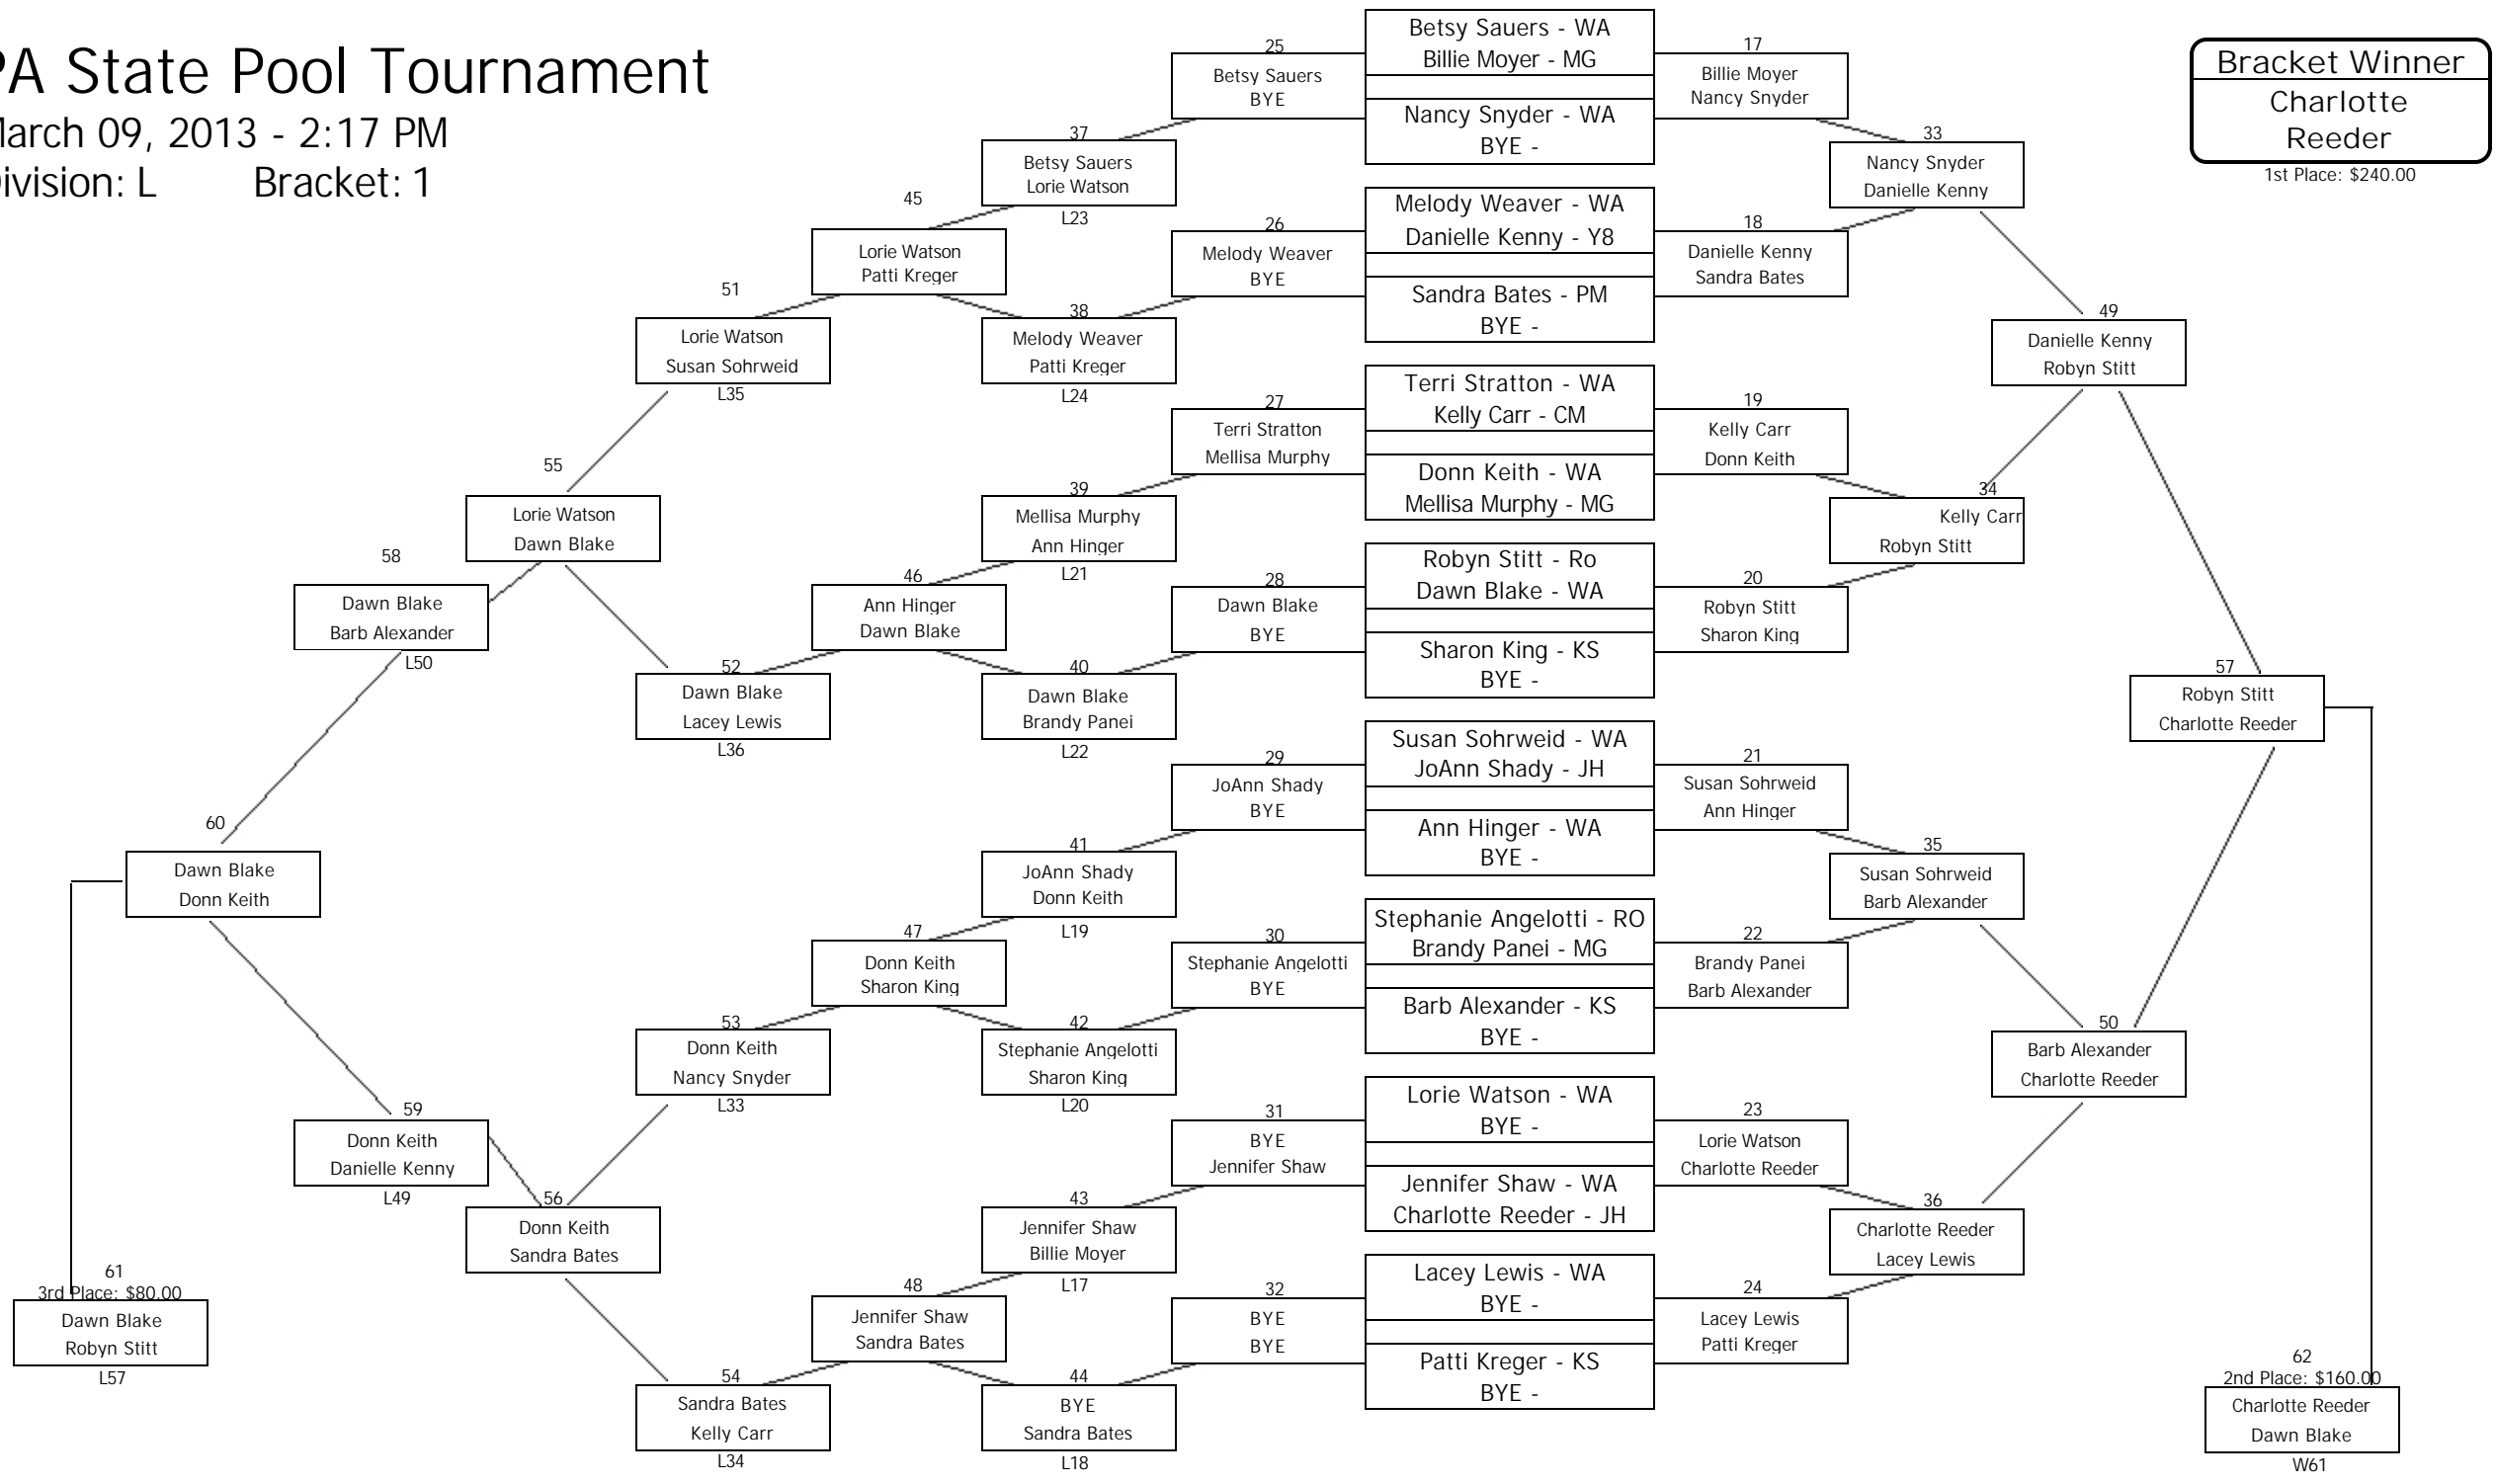 PA State Pool Tournament
March 09, 2013 - 2:17 PM
Division: L Bracket: 1
Bracket Winner
Charlotte
Reeder
1st Place: $240.00
Betsy Sauers - WA
Billie Moyer - MG
Nancy Snyder - WA
BYE -
Melody Weaver - WA
Danielle Kenny - Y8
Sandra Bates - PM
BYE -
Terri Stratton - WA
Kelly Carr - CM
Donn Keith - WA
Mellisa Murphy - MG
Robyn Stitt - Ro
Dawn Blake - WA
Sharon King - KS
BYE -
Susan Sohrweid - WA
JoAnn Shady - JH
Ann Hinger - WA
BYE -
Stephanie Angelotti - RO
Brandy Panei - MG
Barb Alexander - KS
BYE -
Lorie Watson - WA
BYE -
Jennifer Shaw - WA
Charlotte Reeder - JH
Lacey Lewis - WA
BYE -
Patti Kreger - KS
BYE -
17
Billie Moyer
Nancy Snyder
18
Danielle Kenny
Sandra Bates
19
Kelly Carr
Donn Keith
20
Robyn Stitt
Sharon King
21
Susan Sohrweid
Ann Hinger
22
Brandy Panei
Barb Alexander
23
Lorie Watson
Charlotte Reeder
24
Lacey Lewis
Patti Kreger
25
Betsy Sauers
BYE
26
Melody Weaver
BYE
27
Terri Stratton
Mellisa Murphy
28
Dawn Blake
BYE
29
JoAnn Shady
BYE
30
Stephanie Angelotti
BYE
31
BYE
Jennifer Shaw
32
BYE
BYE
33
Nancy Snyder
Danielle Kenny
34
Kelly Carr
Robyn Stitt
35
Susan Sohrweid
Barb Alexander
36
Charlotte Reeder
Lacey Lewis
37
Betsy Sauers
Lorie Watson
L23
38
Melody Weaver
Patti Kreger
L24
39
Mellisa Murphy
Ann Hinger
L21
40
Dawn Blake
Brandy Panei
L22
41
JoAnn Shady
Donn Keith
L19
42
Stephanie Angelotti
Sharon King
L20
43
Jennifer Shaw
Billie Moyer
L17
44
BYE
Sandra Bates
L18
45
Lorie Watson
Patti Kreger
46
Ann Hinger
Dawn Blake
47
Donn Keith
Sharon King
48
Jennifer Shaw
Sandra Bates
49
Danielle Kenny
Robyn Stitt
50
Barb Alexander
Charlotte Reeder
51
Lorie Watson
Susan Sohrweid
L35
52
Dawn Blake
Lacey Lewis
L36
53
Donn Keith
Nancy Snyder
L33
54
Sandra Bates
Kelly Carr
L34
55
Lorie Watson
Dawn Blake
56
Donn Keith
Sandra Bates
57
Robyn Stitt
Charlotte Reeder
58
Dawn Blake
Barb Alexander
L50
59
Donn Keith
Danielle Kenny
L49
60
Dawn Blake
Donn Keith
61
3rd Place: $80.00
Dawn Blake
Robyn Stitt
L57
62
2nd Place: $160.00
Charlotte Reeder
Dawn Blake
W61